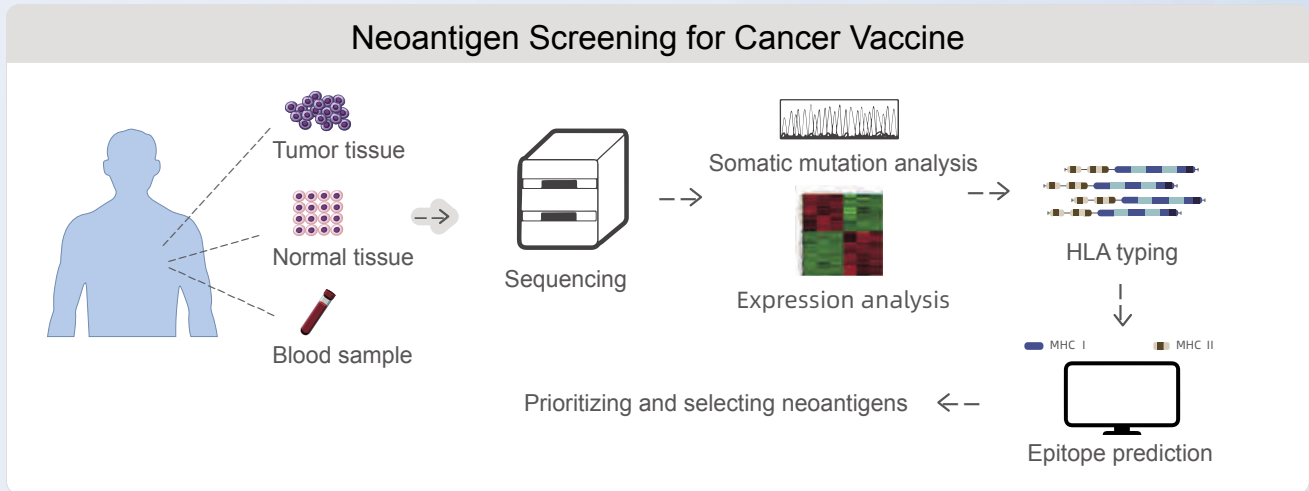 Neoantigen Screening for Cancer Vaccine
Tumor tissue
Normal tissue
Blood sample
Sequencing
Somatic mutation analysis
Expression analysis
HLA typing
MHC I
MHC II
Epitope prediction
Prioritizing and selecting neoantigens